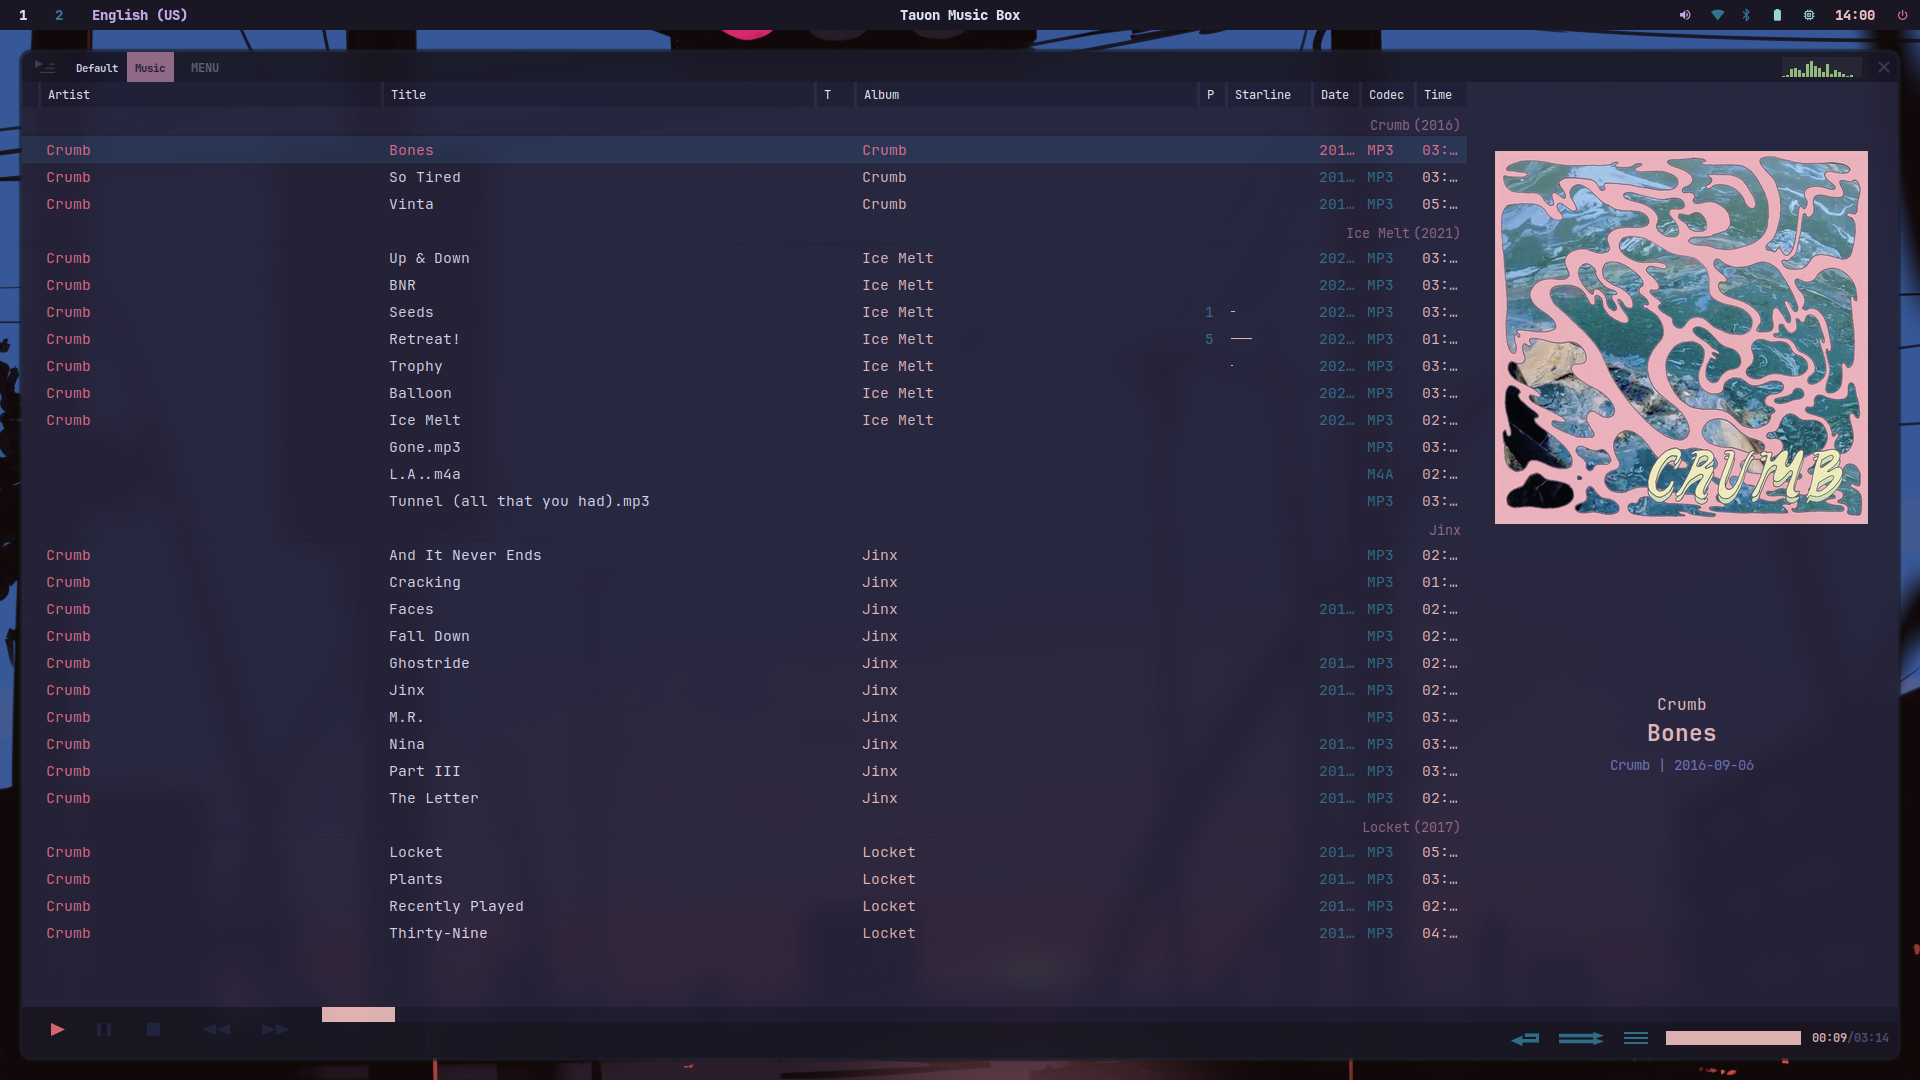 1 2 English (US) Tauon Music Box 14:00
Default Music MENU
Artist Title T Album P Starline Date Codec Time
Crumb (2016)
Crumb Bones Crumb 201… MP3 03:…
Crumb So Tired Crumb 201… MP3 03:…
Crumb Vinta Crumb 201… MP3 05:…
Ice Melt (2021)
Crumb Up & Down Ice Melt 202… MP3 03:…
Crumb BNR Ice Melt 202… MP3 03:…
Crumb Seeds Ice Melt 1 202… MP3 03:…
Crumb Retreat! Ice Melt 5 202… MP3 01:…
Crumb Trophy Ice Melt 202… MP3 03:…
Crumb Balloon Ice Melt 202… MP3 03:…
Crumb Ice Melt Ice Melt 202… MP3 02:…
Gone.mp3 MP3 03:…
L.A..m4a M4A 02:…
Tunnel (all that you had).mp3 MP3 03:…
Jinx
Crumb And It Never Ends Jinx MP3 02:…
Crumb Cracking Jinx MP3 01:…
Crumb Faces Jinx 201… MP3 02:…
Crumb Fall Down Jinx MP3 02:…
Crumb Ghostride Jinx 201… MP3 02:…
Crumb Jinx Jinx 201… MP3 02:…
Crumb M.R. Jinx MP3 03:…
Crumb Nina Jinx 201… MP3 03:…
Crumb Part III Jinx 201… MP3 03:…
Crumb The Letter Jinx 201… MP3 02:…
Locket (2017)
Crumb Locket Locket 201… MP3 05:…
Crumb Plants Locket 201… MP3 03:…
Crumb Recently Played Locket 201… MP3 02:…
Crumb Thirty-Nine Locket 201… MP3 04:…
CRUMB
Crumb
Bones
Crumb | 2016-09-06
00:09/03:14